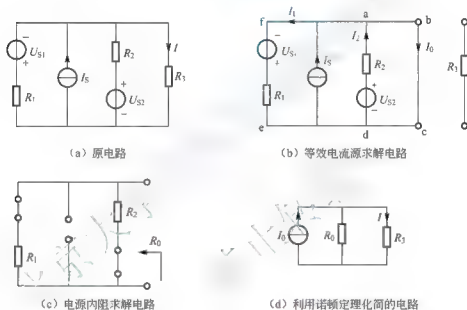 U_S1
R_1
I_S
R_2
U_S2
I
R_3
(a) 原电路
f
I_1
a
b
I_2
I_0
I_S
R_2
R_1
U_S2
R_3
e
d
c
(b) 等效电流源求解电路
R_1
R_2
R_0
(c) 电源内阻求解电路
I_0
R_0
I
R_3
(d) 利用诺顿定理化简的电路